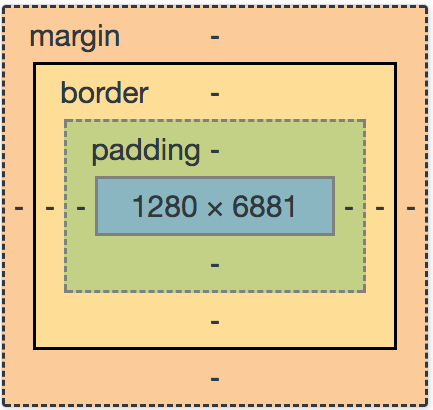 margin -
border -
padding -
- - - 1280 × 6881 - - -
-
-
-